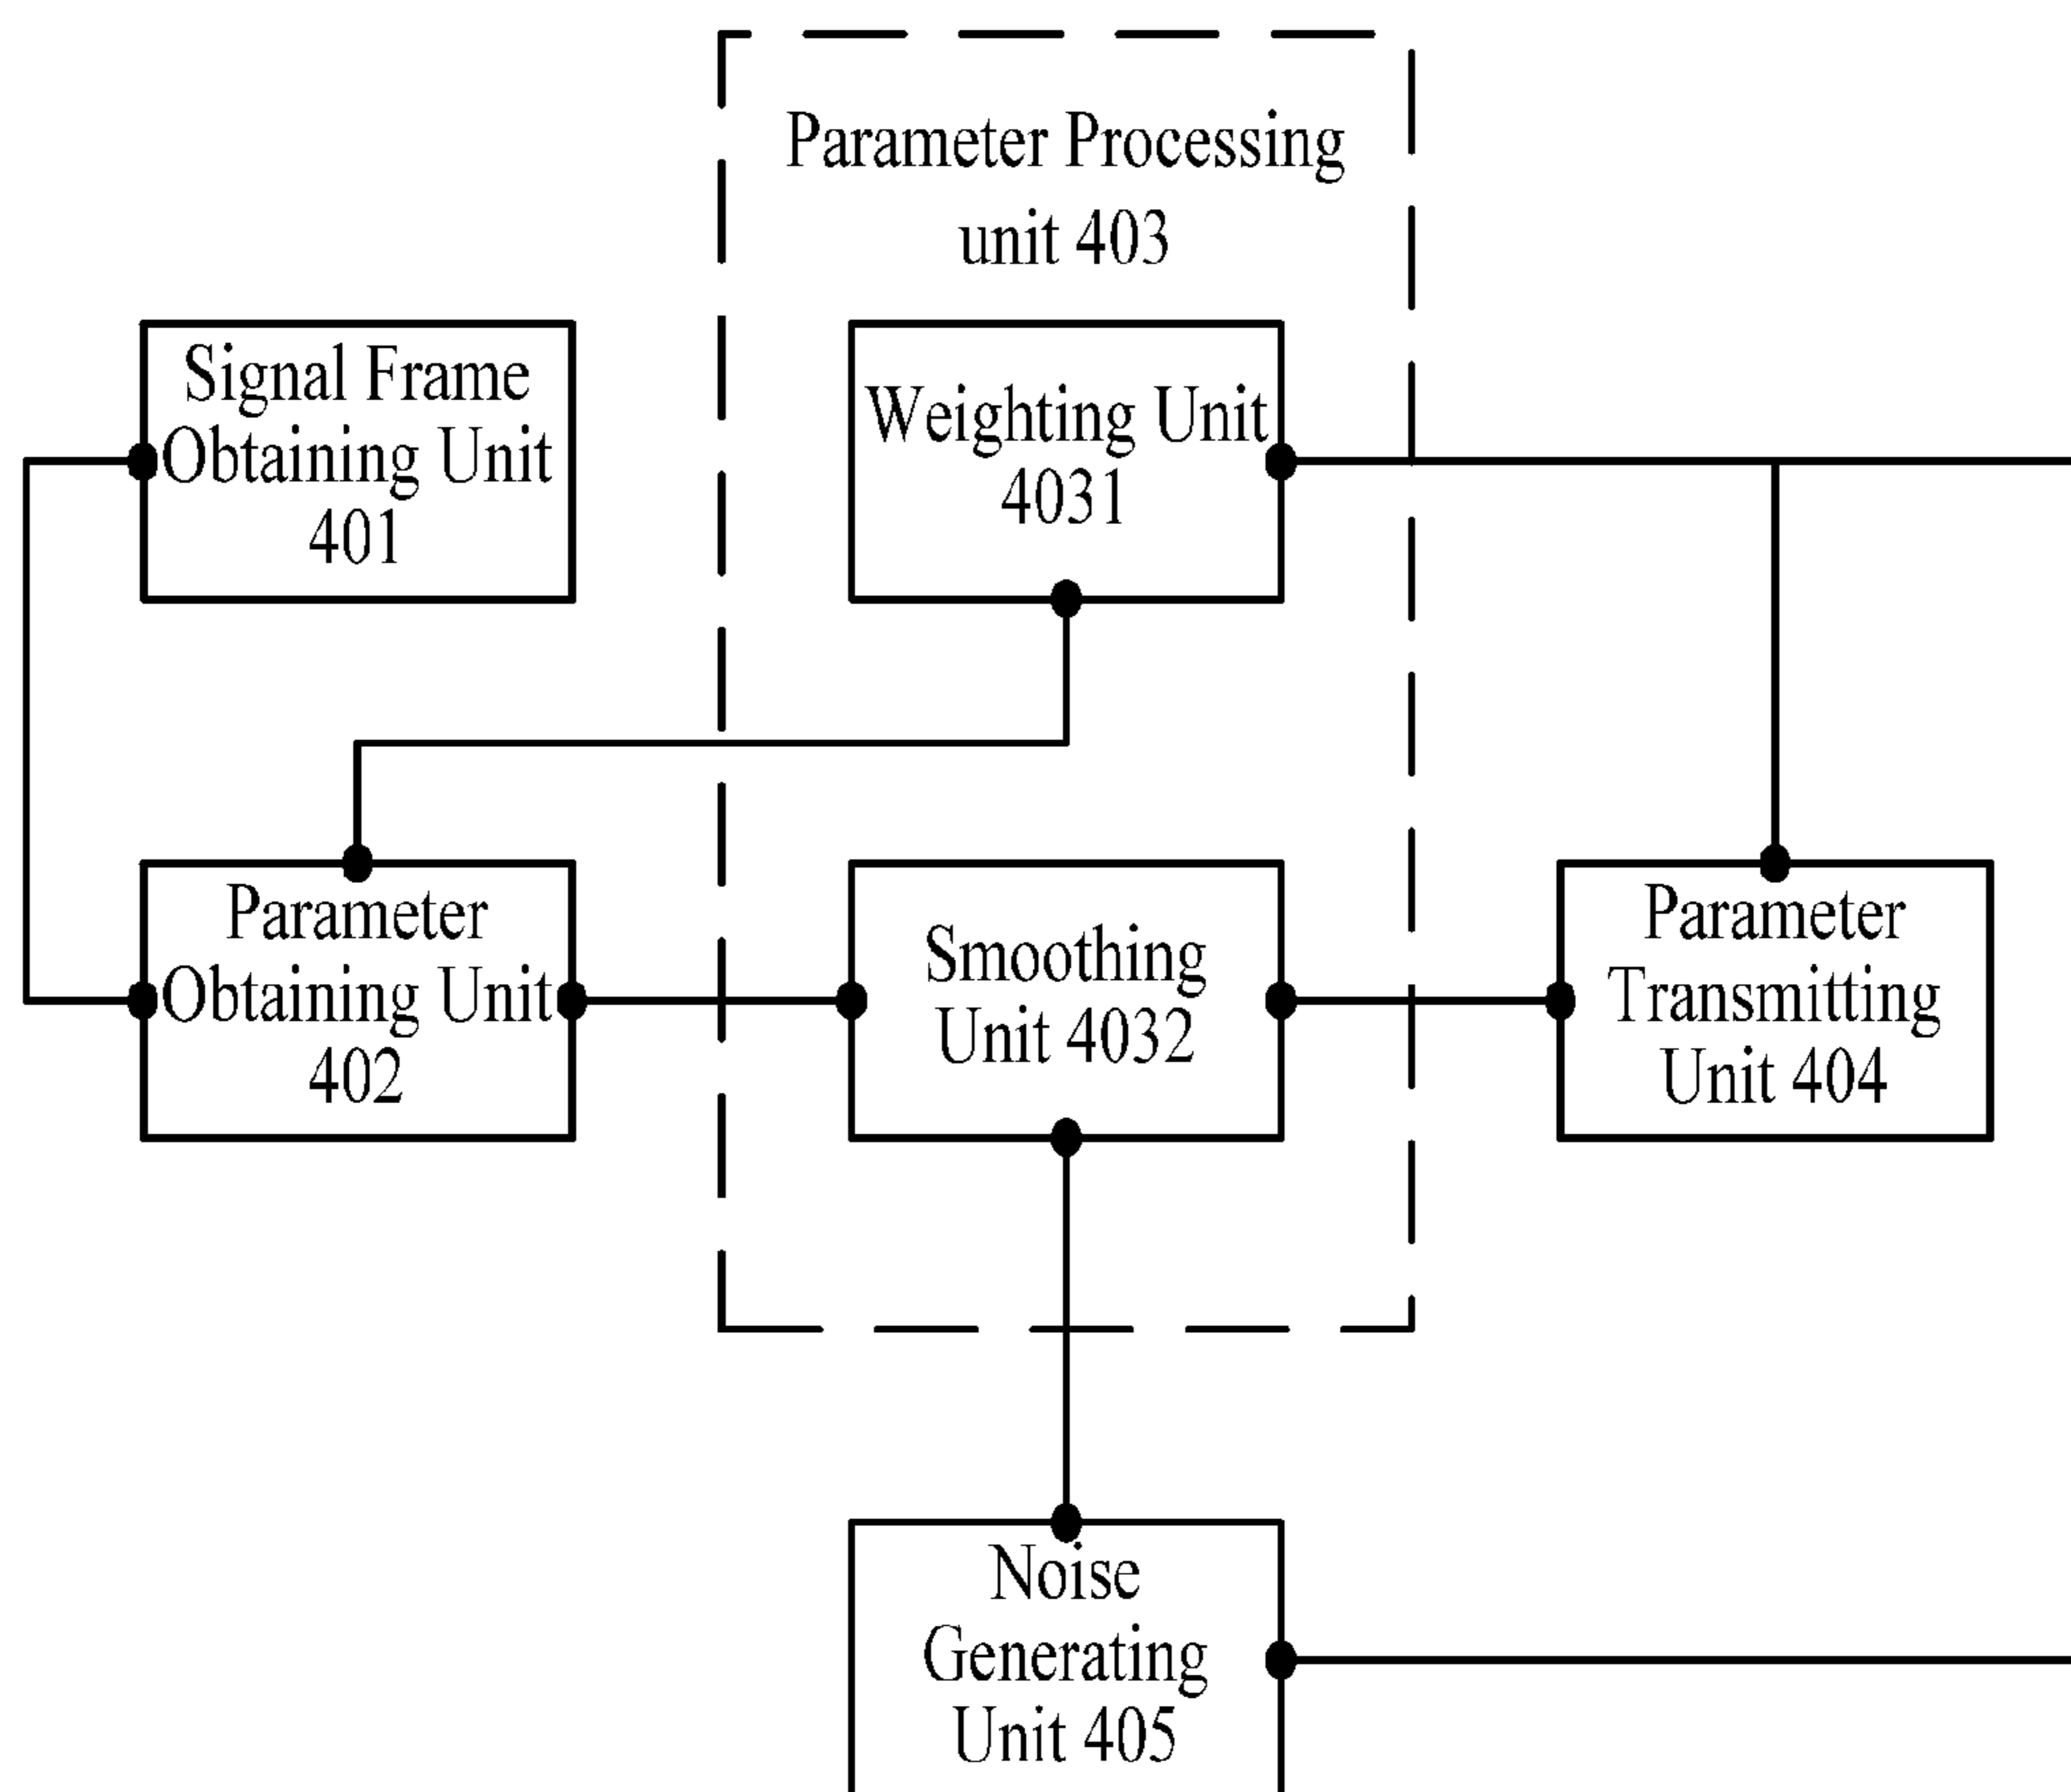 Parameter Processing
unit 403
Signal Frame
Obtaining Unit
401
Weighting Unit
4031
Parameter
Obtaining Unit
402
Smoothing
Unit 4032
Parameter
Transmitting
Unit 404
Noise
Generating
Unit 405